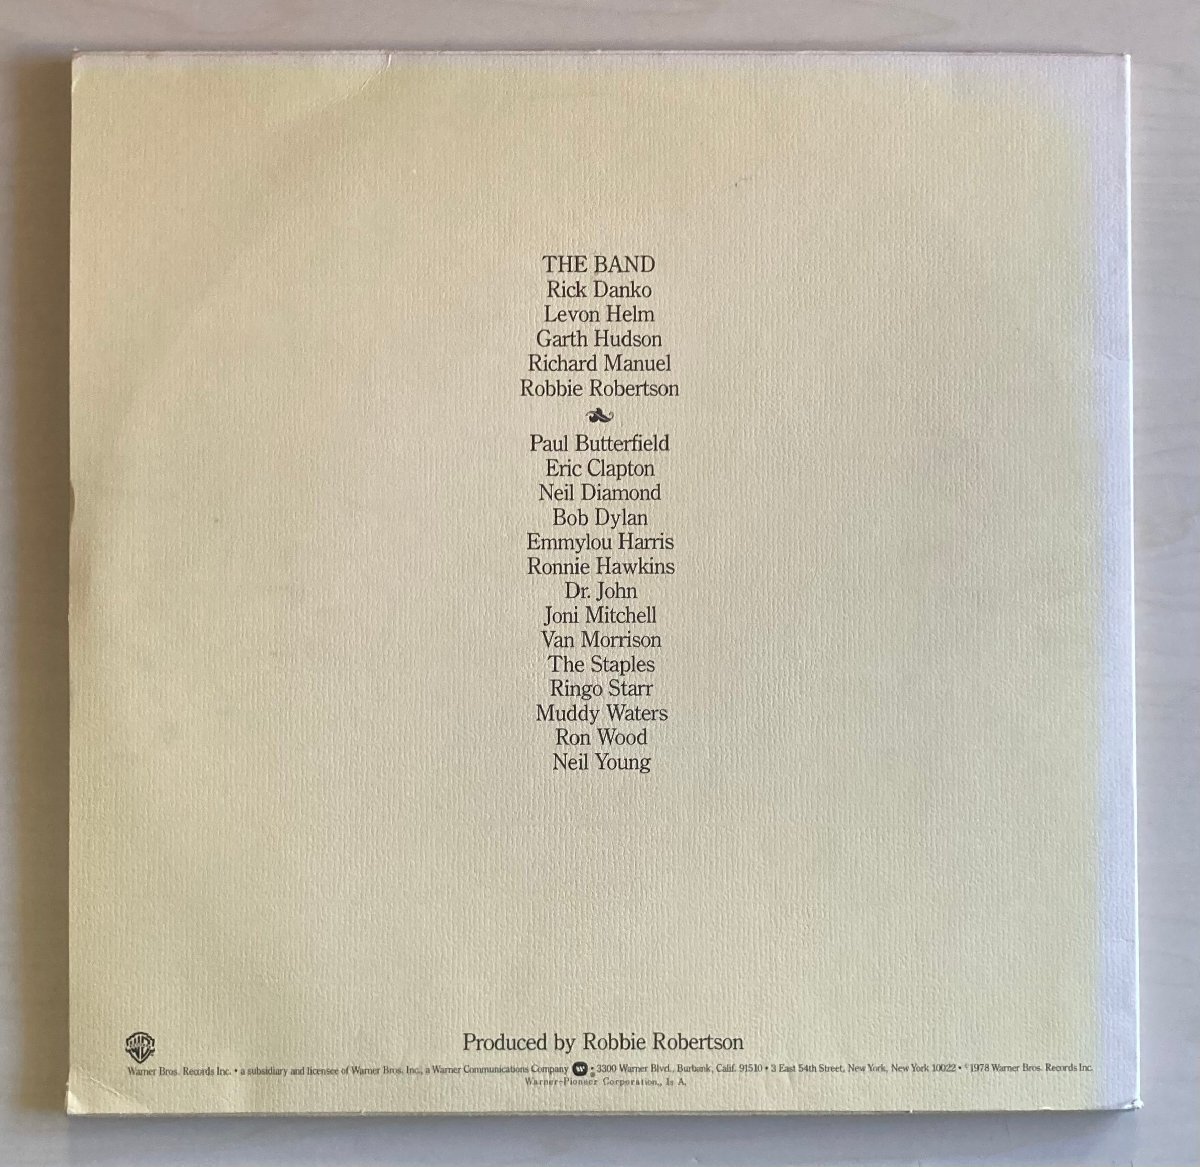 THE BAND
Rick Danko
Levon Helm
Garth Hudson
Richard Manuel
Robbie Robertson
Paul Butterfield
Eric Clapton
Neil Diamond
Bob Dylan
Emmylou Harris
Ronnie Hawkins
Dr. John
Joni Mitchell
Van Morrison
The Staples
Ringo Starr
Muddy Waters
Ron Wood
Neil Young
Produced by Robbie Robertson
Warner Bros. Records Inc. • a subsidiary and licensee of Warner Bros. Inc., a Warner Communications Company • 3300 Warner Blvd., Burbank, Calif. 91510 • 3 East 54th Street, New York, New York 10022 • ©1978 Warner Bros. Records Inc.
Warner-Pioneer Corporation,